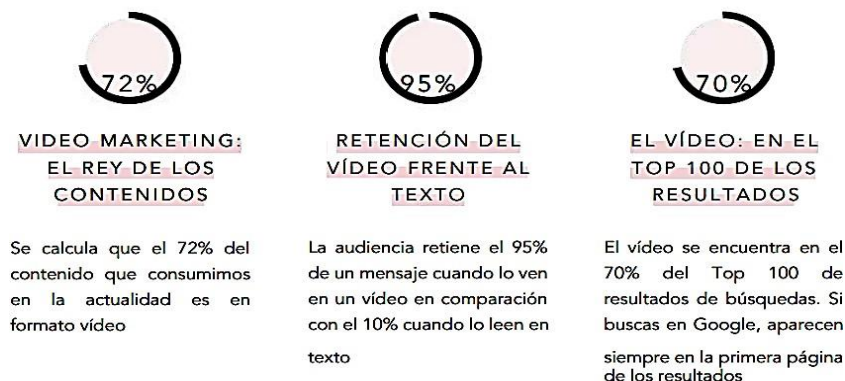 72%
VIDEO MARKETING:
EL REY DE LOS
CONTENIDOS
Se calcula que el 72% del
contenido que consumimos
en la actualidad es en
formato vídeo
95%
RETENCIÓN DEL
VÍDEO FRENTE AL
TEXTO
La audiencia retiene el 95%
de un mensaje cuando lo ven
en un vídeo en comparación
con el 10% cuando lo leen en
texto
70%
EL VÍDEO: EN EL
TOP 100 DE LOS
RESULTADOS
El vídeo se encuentra en el
70% del Top 100 de
resultados de búsquedas. Si
buscas en Google, aparecen
siempre en la primera página
de los resultados